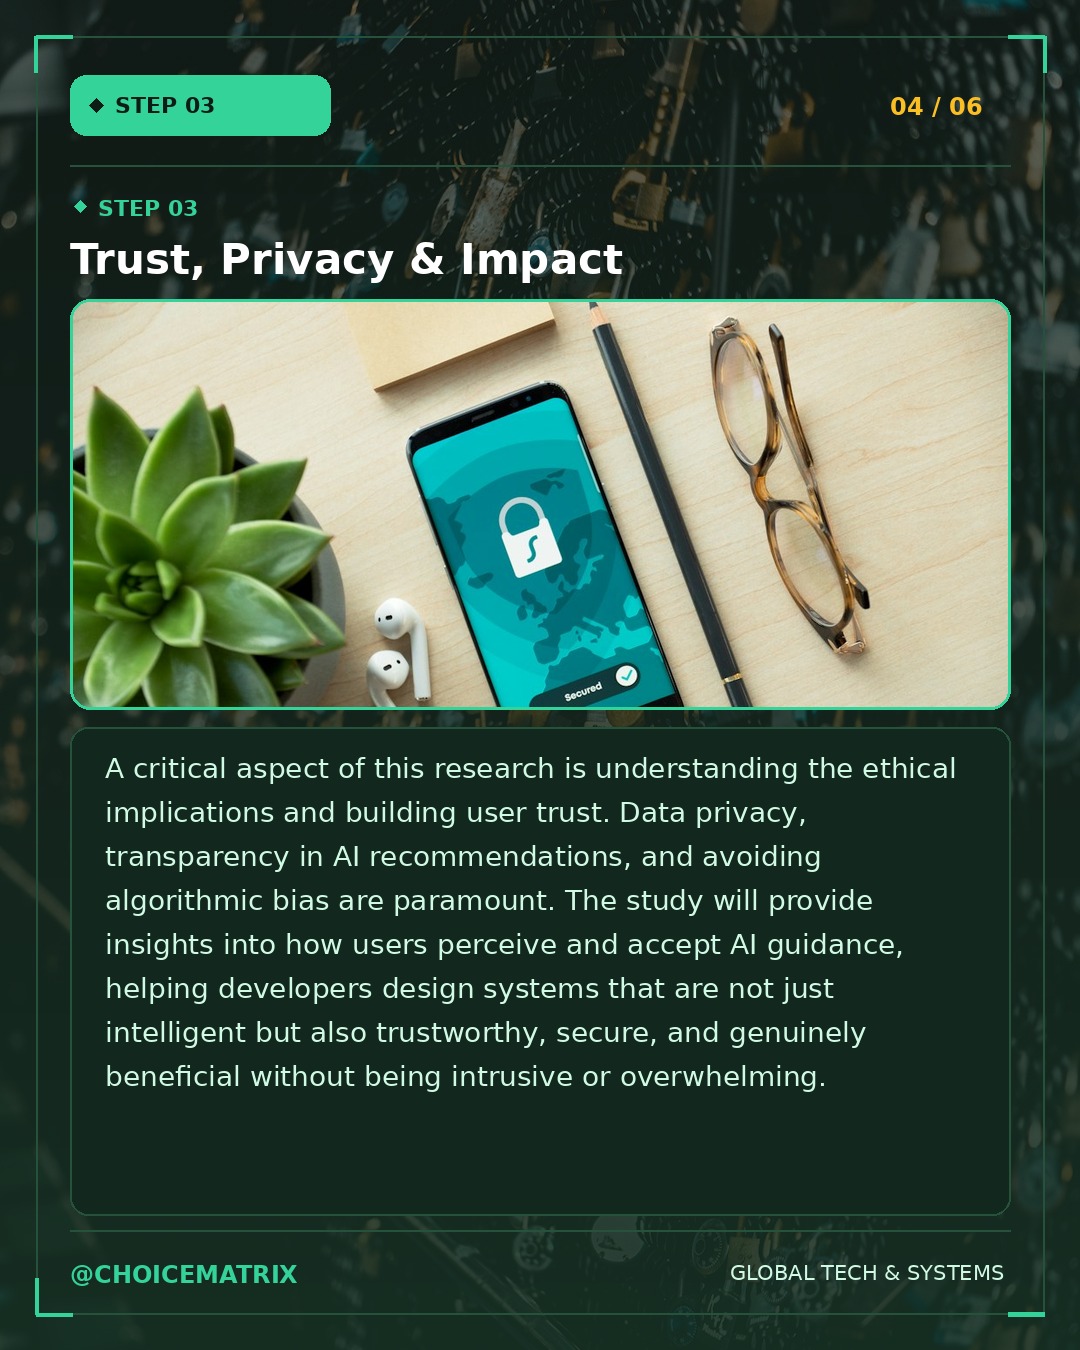 ◆ STEP 03
04 / 06
◆ STEP 03
Trust, Privacy & Impact
Secured
A critical aspect of this research is understanding the ethical
implications and building user trust. Data privacy,
transparency in AI recommendations, and avoiding
algorithmic bias are paramount. The study will provide
insights into how users perceive and accept AI guidance,
helping developers design systems that are not just
intelligent but also trustworthy, secure, and genuinely
beneficial without being intrusive or overwhelming.
@CHOICEMATRIX
GLOBAL TECH & SYSTEMS